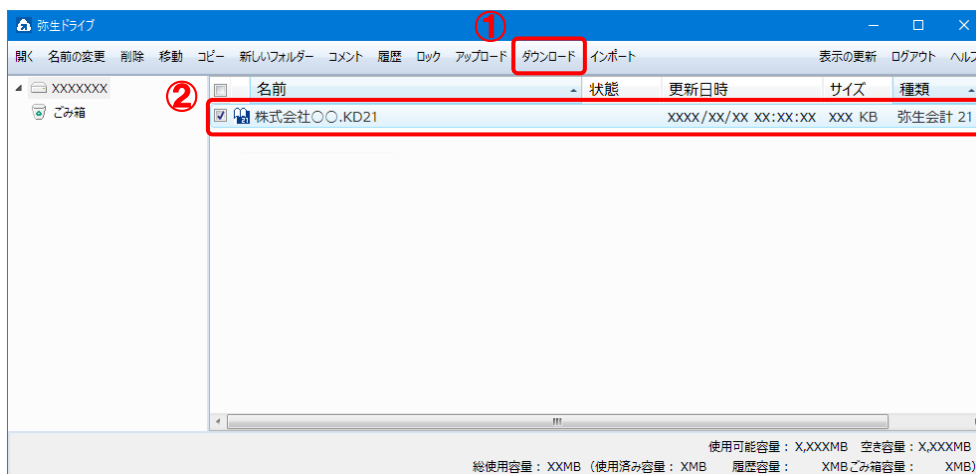 弥生ドライブ
①
開く 名前の変更 削除 移動 コピー 新しいフォルダー コメント 履歴 ロック アップロード ダウンロード インポート 表示の更新 ログアウト ヘルプ
XXXXXXX
ごみ箱
②
名前 状態 更新日時 サイズ 種類
株式会社〇〇.KD21 XXXX/XX/XX XX:XX:XX XXX KB 弥生会計 21
使用可能容量：X,XXXMB 空き容量：X,XXXMB
総使用容量：XXMB（使用済み容量：XMB 履歴容量： XMBごみ箱容量： XMB）